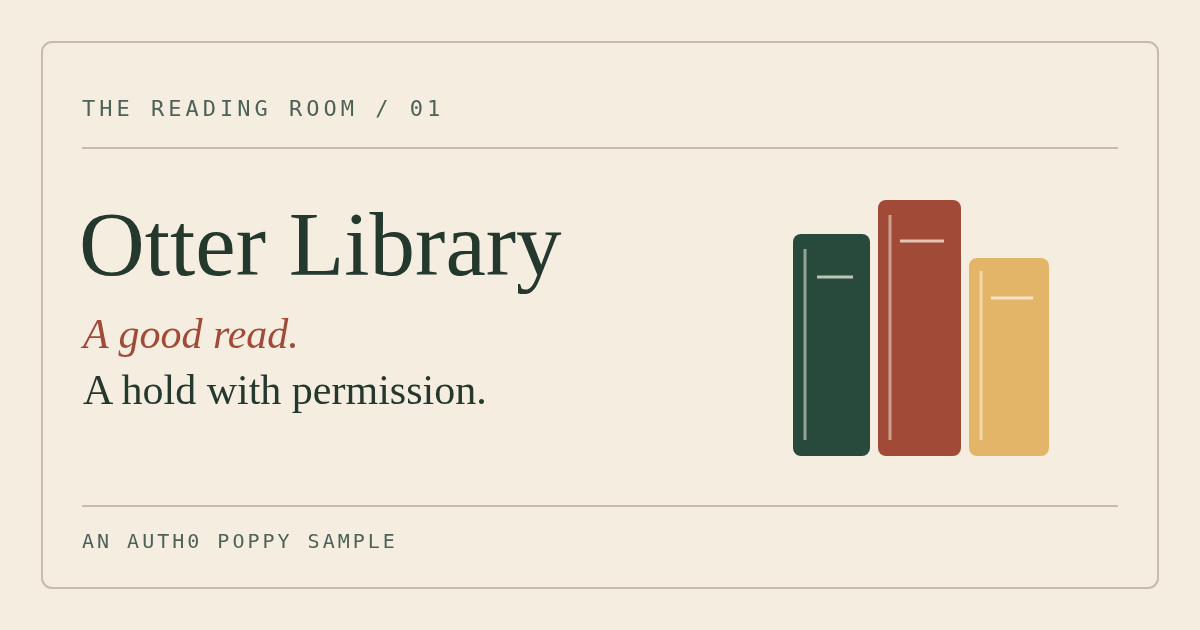 THE READING ROOM / 01
Otter Library
A good read.
A hold with permission.
AN AUTH0 POPPY SAMPLE